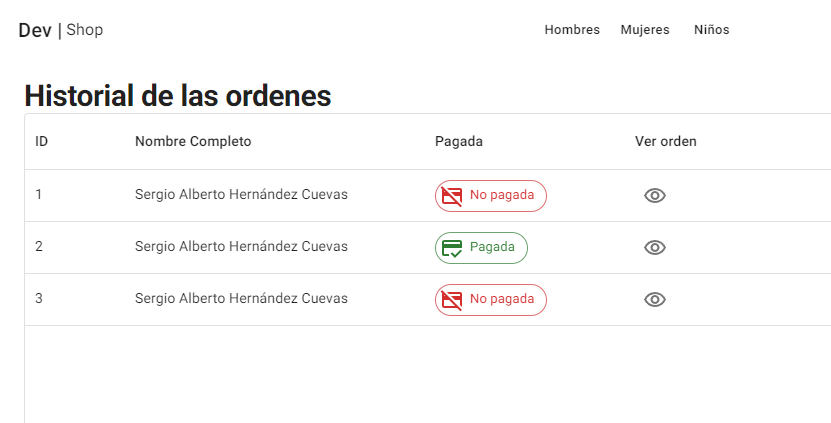 Dev | Shop Hombres Mujeres Niños
Historial de las ordenes
ID Nombre Completo Pagada Ver orden
1 Sergio Alberto Hernández Cuevas No pagada
2 Sergio Alberto Hernández Cuevas Pagada
3 Sergio Alberto Hernández Cuevas No pagada